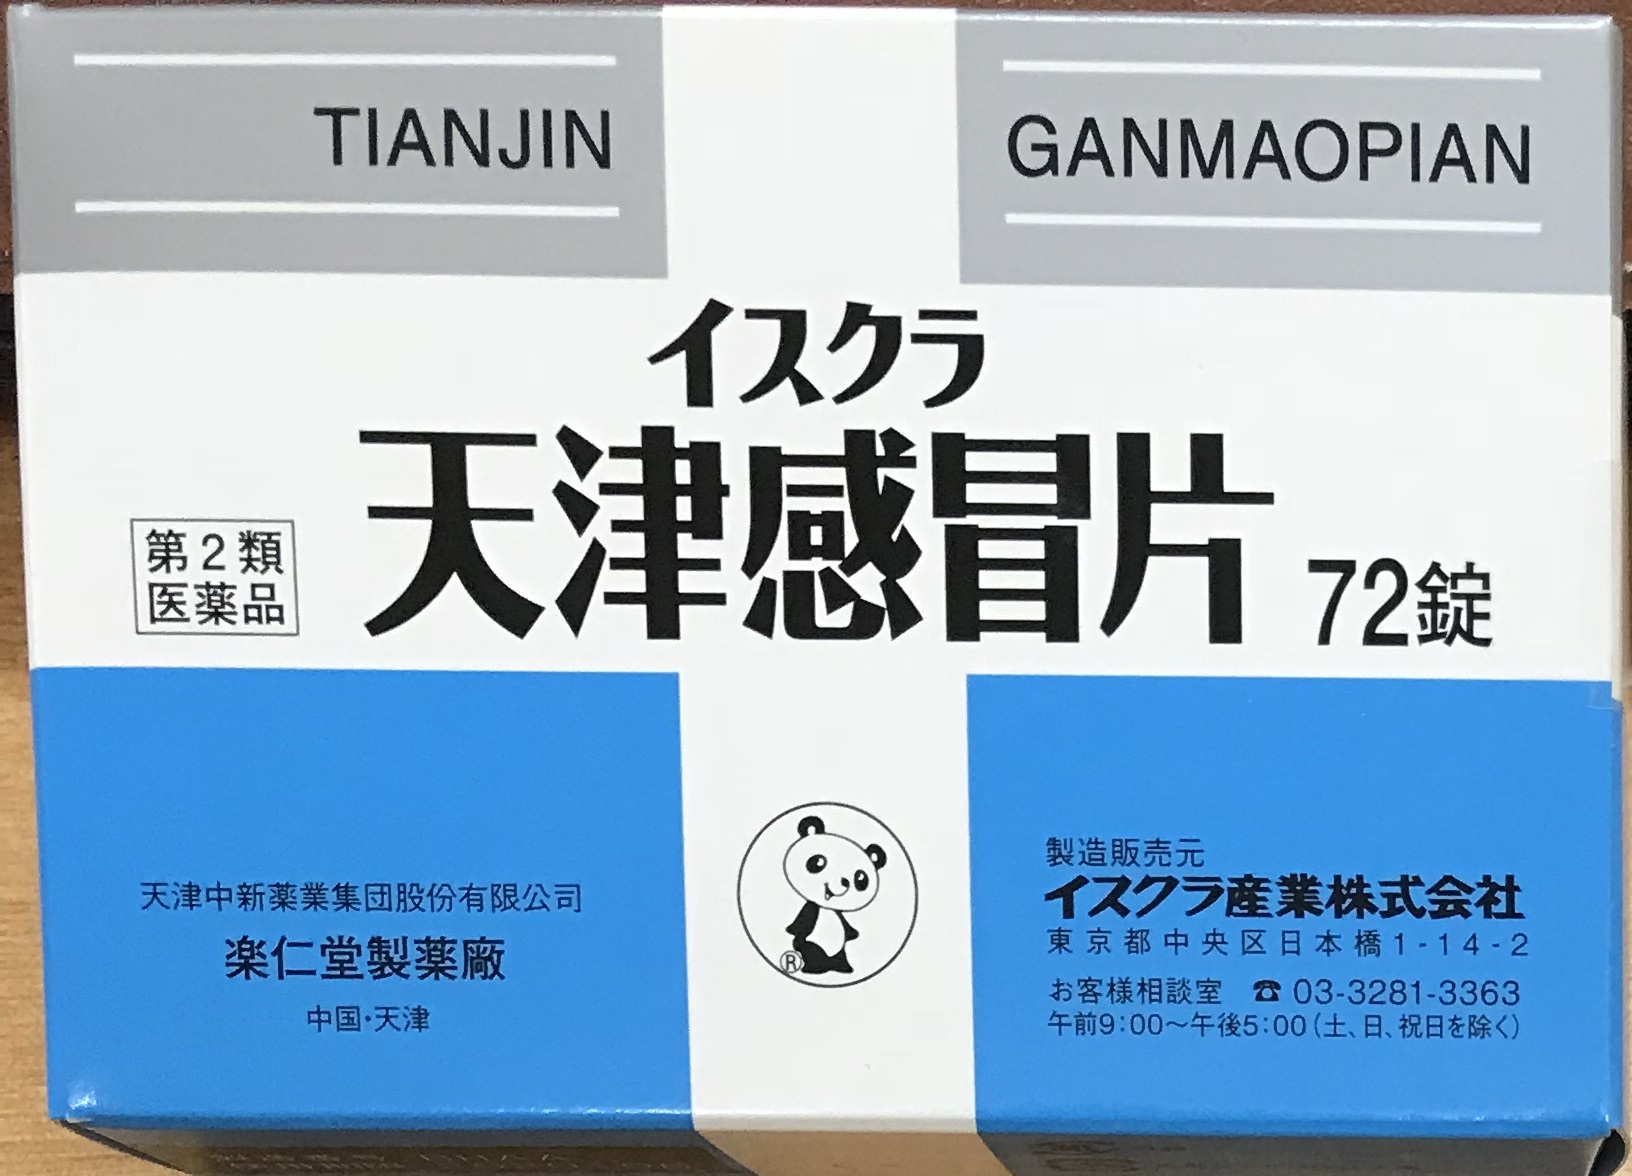 TIANJIN
GANMAOPIAN
イスクラ
天津感冒片
72錠
第2類
医薬品
天津中新薬業集団股份有限公司
楽仁堂製薬廠
中国・天津
®
製造販売元
イスクラ産業株式会社
東京都中央区日本橋1-14-2
お客様相談室 ☎ 03-3281-3363
午前9:00〜午後5:00(土、日、祝日を除く)